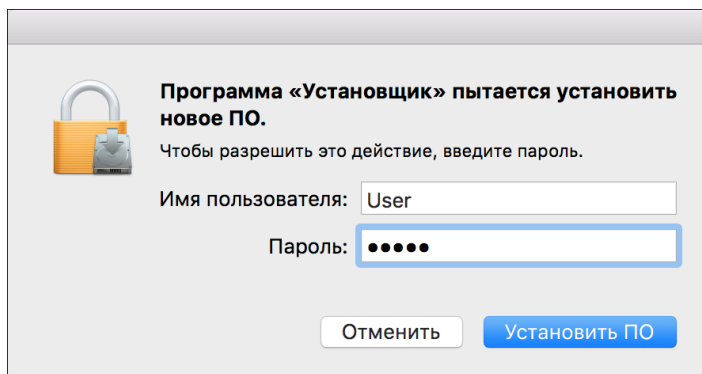 Программа «Установщик» пытается установить
новое ПО.
Чтобы разрешить это действие, введите пароль.
Имя пользователя: User
Пароль: •••••
Отменить Установить ПО